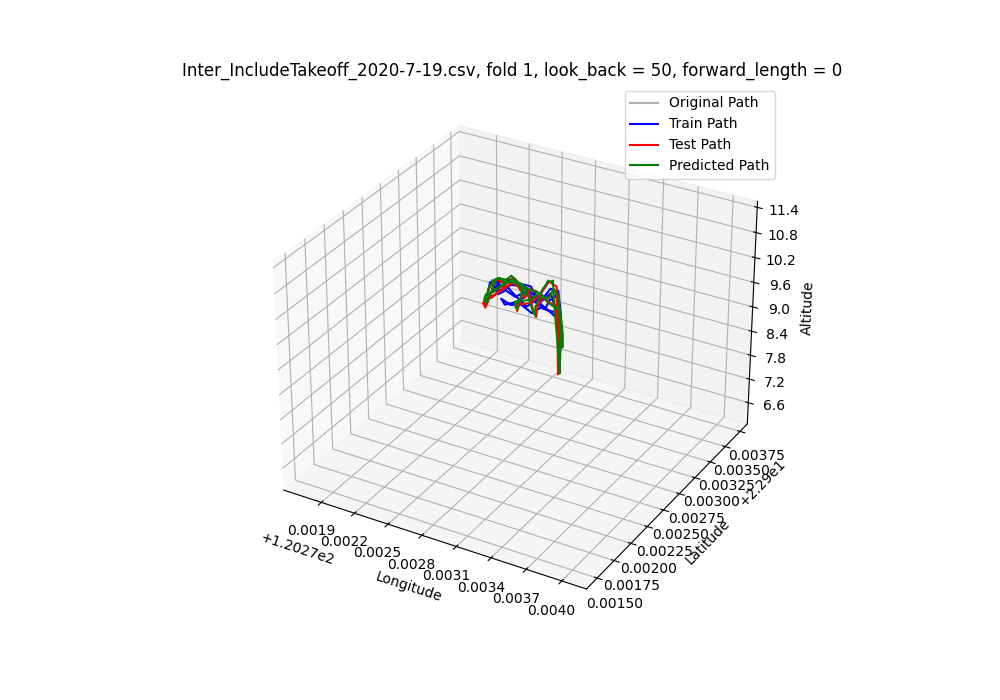 Inter_IncludeTakeoff_2020-7-19.csv, fold 1, look_back = 50, forward_length = 0
Original Path
Train Path
Test Path
Predicted Path
11.4
10.8
10.2
9.6
9.0
8.4
7.8
7.2
6.6
Altitude
0.00375
0.00350
0.00325
0.00300
0.00275
0.00250
0.00225
0.00200
0.00175
0.00150
+2.29e1
Latitude
0.0019
0.0022
0.0025
0.0028
0.0031
0.0034
0.0037
0.0040
+1.2027e2
Longitude